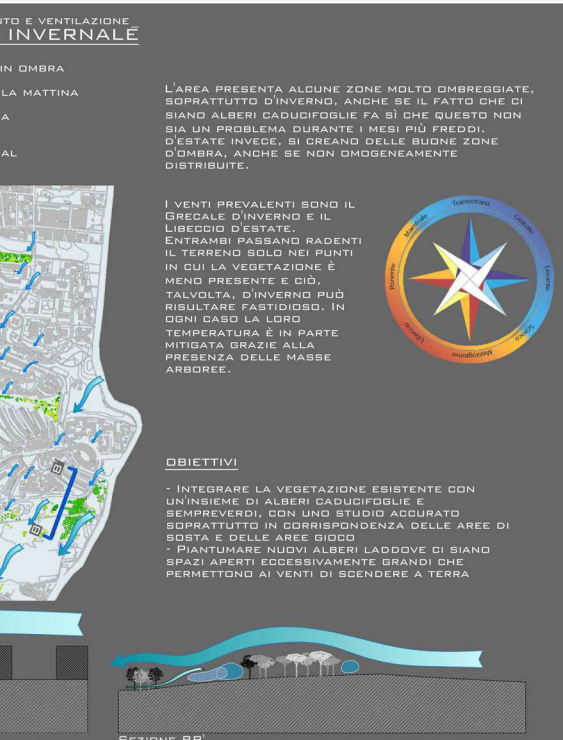 NTO E VENTILAZIONE
INVERNALE
IN OMBRA
LA MATTINA
A
AL
L'AREA PRESENTA ALCUNE ZONE MOLTO OMBREGGIATE,
SOPRATTUTTO D'INVERNO, ANCHE SE IL FATTO CHE CI
SIANO ALBERI CADUCIFOGLIE FA SÌ CHE QUESTO NON
SIA UN PROBLEMA DURANTE I MESI PIÙ FREDDI.
D'ESTATE INVECE, SI CREANO DELLE BUONE ZONE
D'OMBRA, ANCHE SE NON OMOGENEAMENTE
DISTRIBUITE.
I VENTI PREVALENTI SONO IL
GRECALE D'INVERNO E IL
LIBECCIO D'ESTATE.
ENTRAMBI PASSANO RADENTI
IL TERRENO SOLO NEI PUNTI
IN CUI LA VEGETAZIONE È
MENO PRESENTE E CIÒ,
TALVOLTA, D'INVERNO PUÒ
RISULTARE FASTIDIOSO. IN
OGNI CASO LA LORO
TEMPERATURA È IN PARTE
MITIGATA GRAZIE ALLA
PRESENZA DELLE MASSE
ARBOREE.
Tramontana
Grecale
Levante
Scirocco
Mezzogiorno
Libeccio
Ponente
Maestrale
OBIETTIVI
- INTEGRARE LA VEGETAZIONE ESISTENTE CON
UN'INSIEME DI ALBERI CADUCIFOGLIE E
SEMPREVERDI, CON UNO STUDIO ACCURATO
SOPRATTUTTO IN CORRISPONDENZA DELLE AREE DI
SOSTA E DELLE AREE GIOCO
- PIANTUMARE NUOVI ALBERI LADDOVE CI SIANO
SPAZI APERTI ECCESSIVAMENTE GRANDI CHE
PERMETTONO AI VENTI DI SCENDERE A TERRA
B'
B
SEZIONE BB'